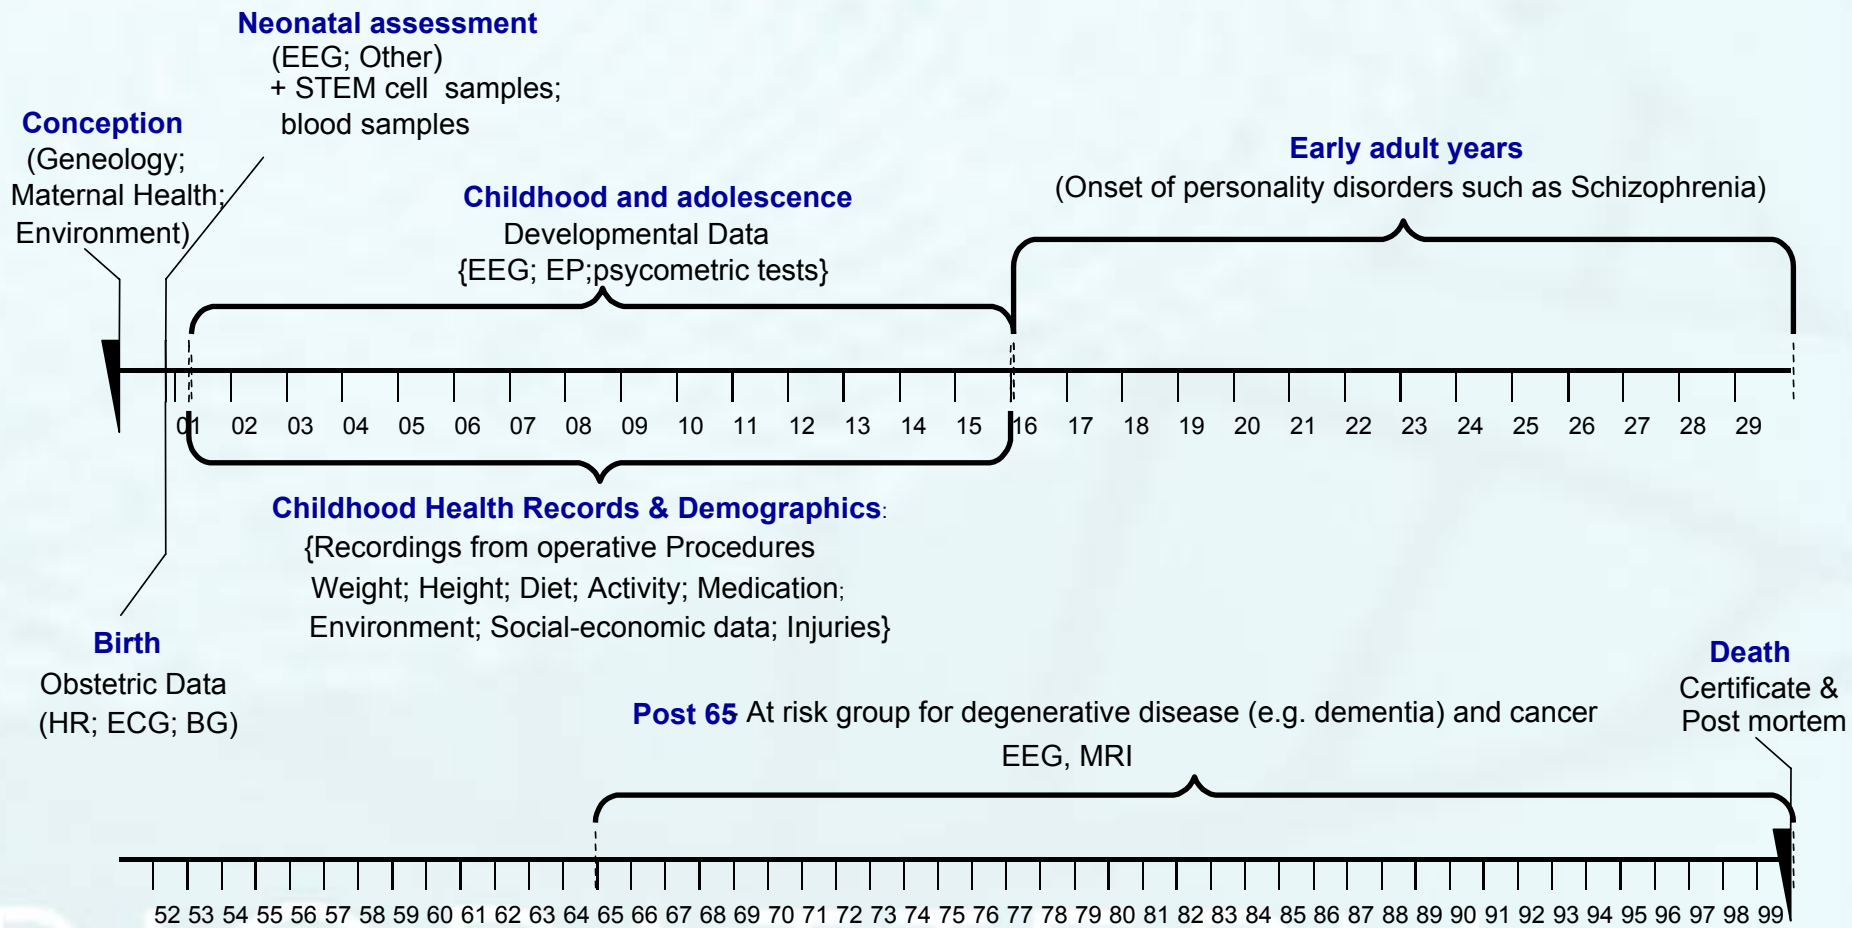 Neonatal assessment
(EEG; Other)
+ STEM cell samples;
blood samples
Conception
(Geneology;
Maternal Health;
Environment)
Childhood and adolescence
Developmental Data
{EEG; EP;psycometric tests}
Early adult years
(Onset of personality disorders such as Schizophrenia)
01 02 03 04 05 06 07 08 09 10 11 12 13 14 15 16 17 18 19 20 21 22 23 24 25 26 27 28 29
Childhood Health Records & Demographics:
{Recordings from operative Procedures
Weight; Height; Diet; Activity; Medication;
Environment; Social-economic data; Injuries}
Birth
Obstetric Data
(HR; ECG; BG)
Post 65- At risk group for degenerative disease (e.g. dementia) and cancer
EEG, MRI
Death
Certificate &
Post mortem
52 53 54 55 56 57 58 59 60 61 62 63 64 65 66 67 68 69 70 71 72 73 74 75 76 77 78 79 80 81 82 83 84 85 86 87 88 89 90 91 92 93 94 95 96 97 98 99